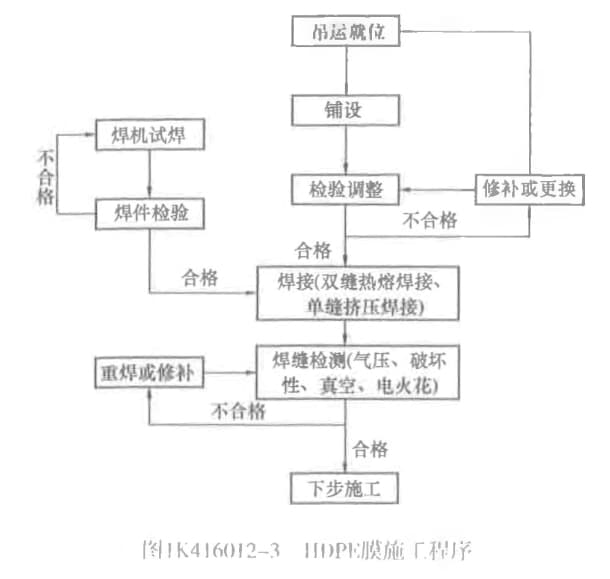 吊运就位
铺设
焊机试焊
不合格
检验调整
修补或更换
焊件检验
不合格
合格
合格
焊接(双缝热熔焊接、
单缝挤压焊接)
焊缝检测(气压、破坏
性、真空、电火花)
重焊或修补
不合格
合格
下步施工
图1K416012-3 HDPE膜施工程序